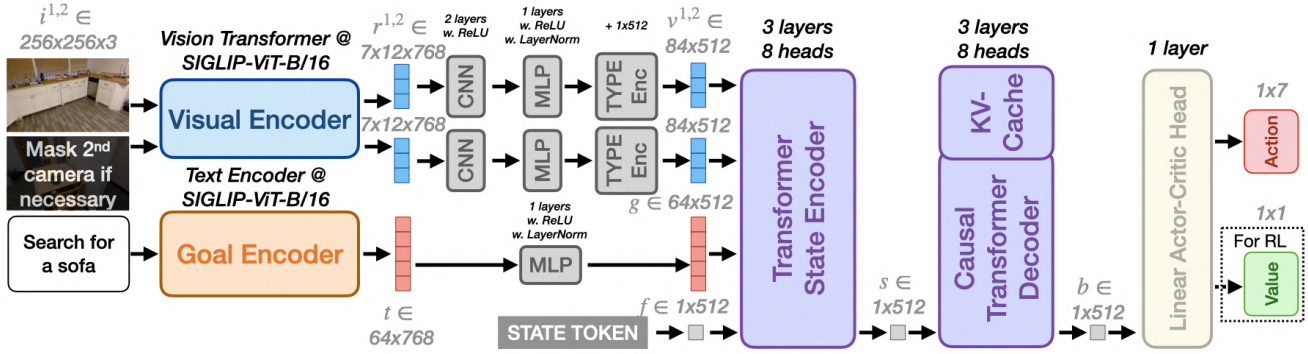 i¹,² ∈
256x256x3
Vision Transformer @
SIGLIP-ViT-B/16
Visual Encoder
Mask 2nd
camera if
necessary
Text Encoder @
SIGLIP-ViT-B/16
Search for
a sofa
Goal Encoder
r¹,² ∈
7x12x768
7x12x768
t ∈
64x768
2 layers
w. ReLU
CNN
CNN
1 layers
w. ReLU
w. LayerNorm
MLP
MLP
+ 1x512
TYPE
Enc
TYPE
Enc
1 layers
w. ReLU
w. LayerNorm
MLP
v¹,² ∈
84x512
84x512
g ∈ 64x512
f ∈ 1x512
STATE TOKEN
3 layers
8 heads
Transformer
State Encoder
s ∈
1x512
3 layers
8 heads
KV-
Cache
Causal
Transformer
Decoder
b ∈
1x512
1 layer
Linear Actor-Critic Head
1x7
Action
1x1
For RL
Value